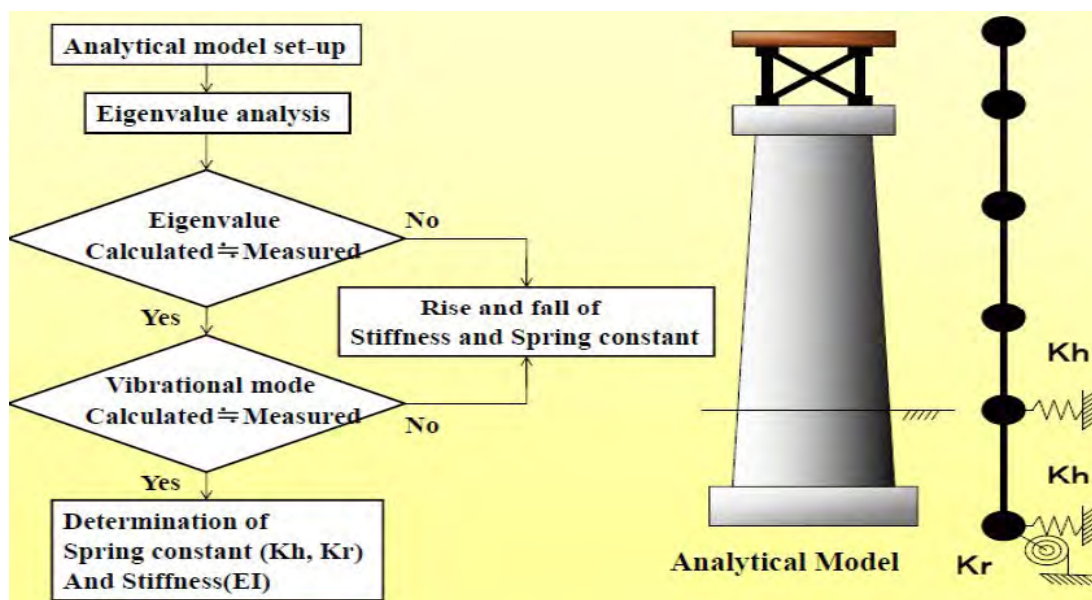 Analytical model set-up
Eigenvalue analysis
Eigenvalue
Calculated≒Measured
No
Yes
Rise and fall of
Stiffness and Spring constant
Vibrational mode
Calculated≒Measured
No
Yes
Determination of
Spring constant (Kh, Kr)
And Stiffness(EI)
Analytical Model
Kh
Kh
Kr